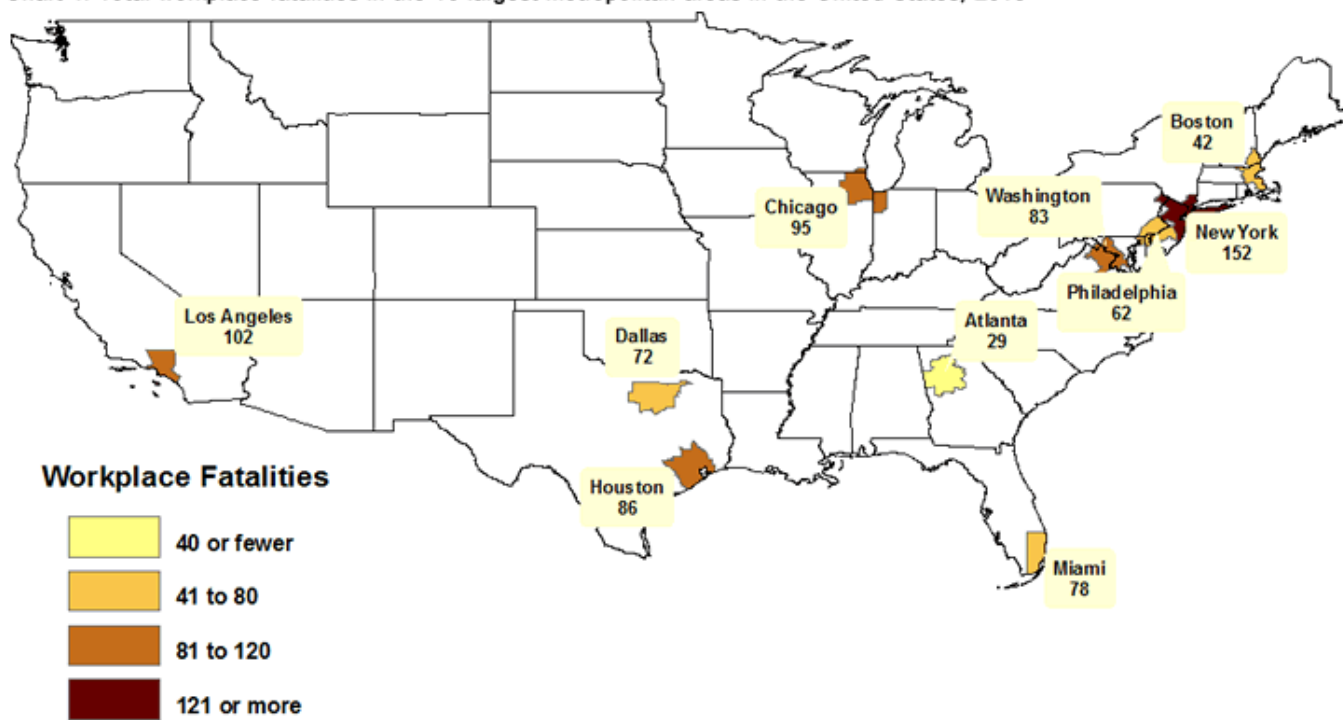 Boston
42
Washington
83
Chicago
95
New York
152
Philadelphia
62
Los Angeles
102
Dallas
72
Atlanta
29
Houston
86
Miami
78
Workplace Fatalities
40 or fewer
41 to 80
81 to 120
121 or more